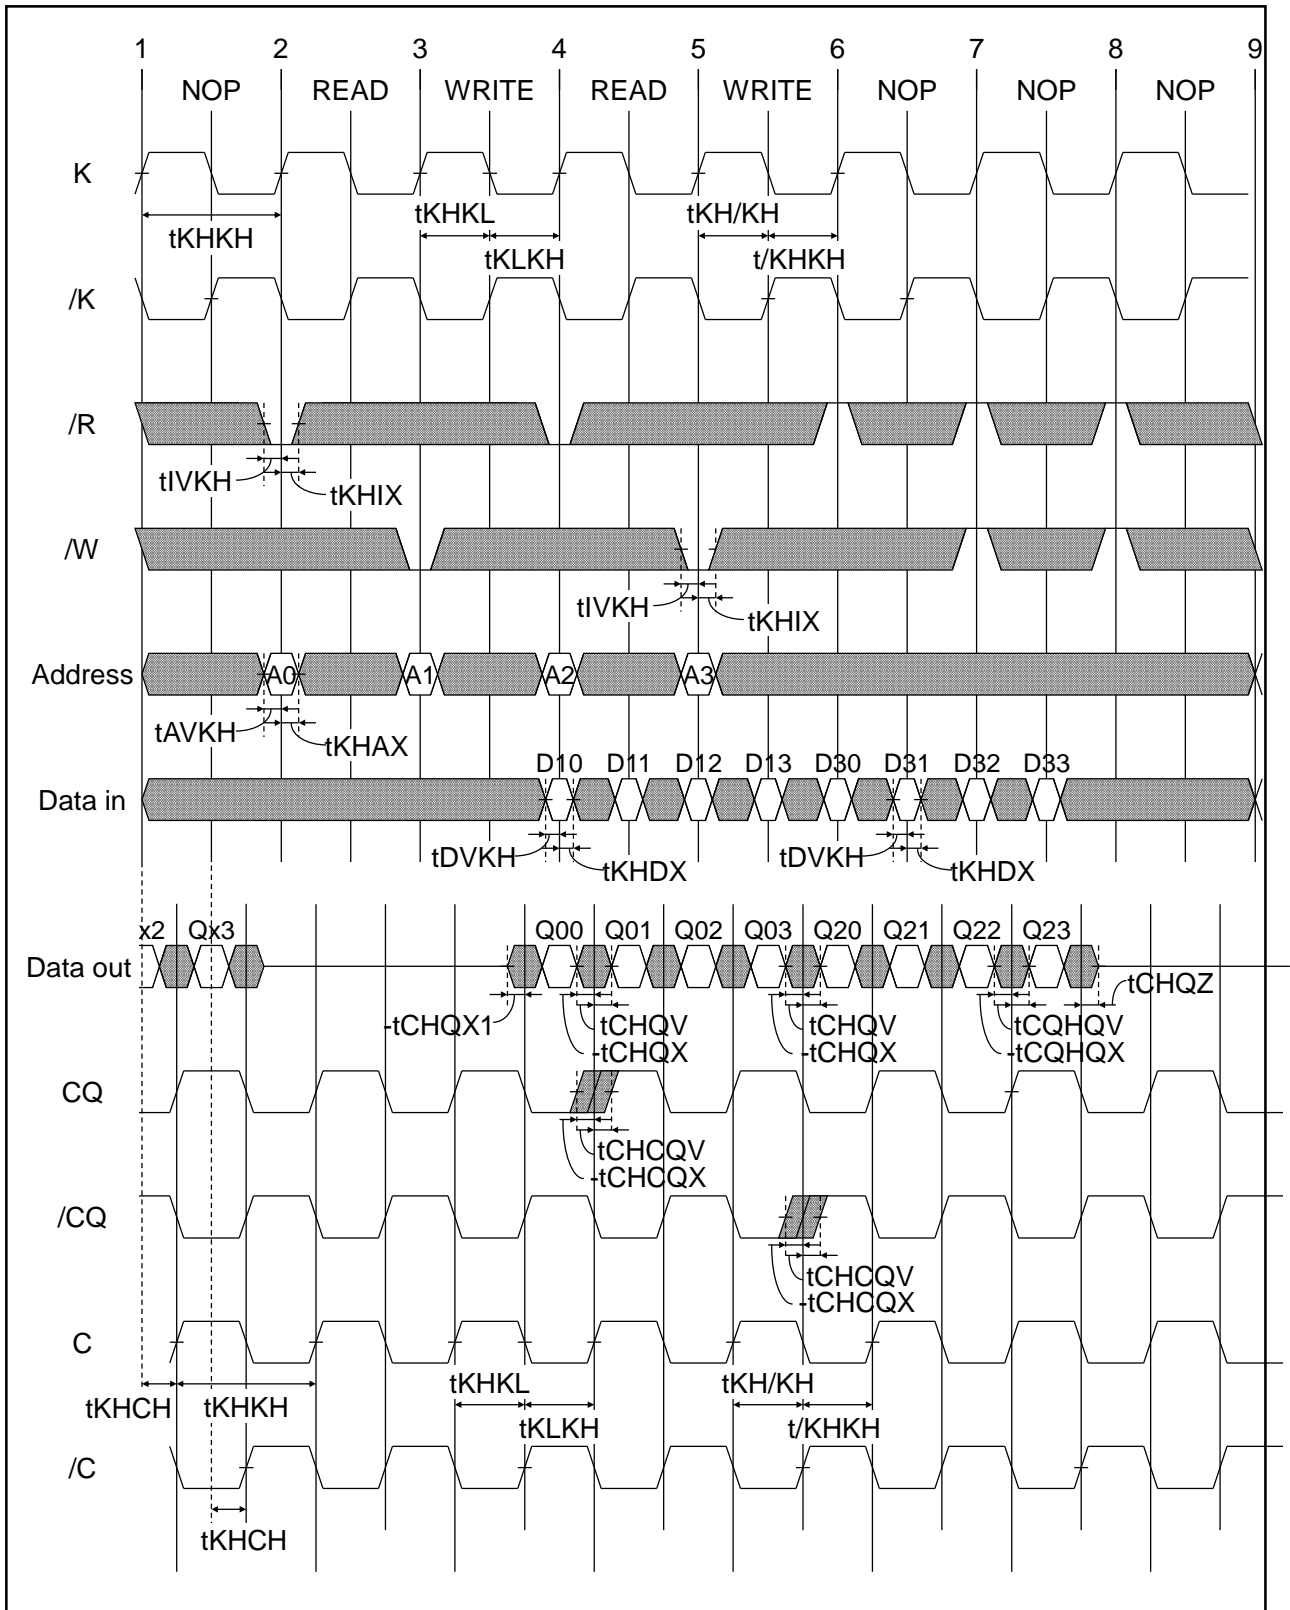 1 2 3 4 5 6 7 8 9
NOP READ WRITE READ WRITE NOP NOP NOP
K
tKHKH tKHKL tKLKH tKH/KH t/KHKH
/K
/R
tIVKH tKHIX
/W
tIVKH tKHIX
Address A0 A1 A2 A3
tAVKH tKHAX
D10 D11 D12 D13 D30 D31 D32 D33
Data in
tDVKH tKHDX tDVKH tKHDX
x2 Qx3 Q00 Q01 Q02 Q03 Q20 Q21 Q22 Q23
Data out
tCHQZ
-tCHQX1 tCHQV tCHQV tCQHQV
-tCHQX -tCHQX -tCQHQX
CQ
tCHCQV
-tCHCQX
/CQ
tCHCQV
-tCHCQX
C
tKHCH tKHKH tKHKL tKLKH tKH/KH t/KHKH
/C
tKHCH